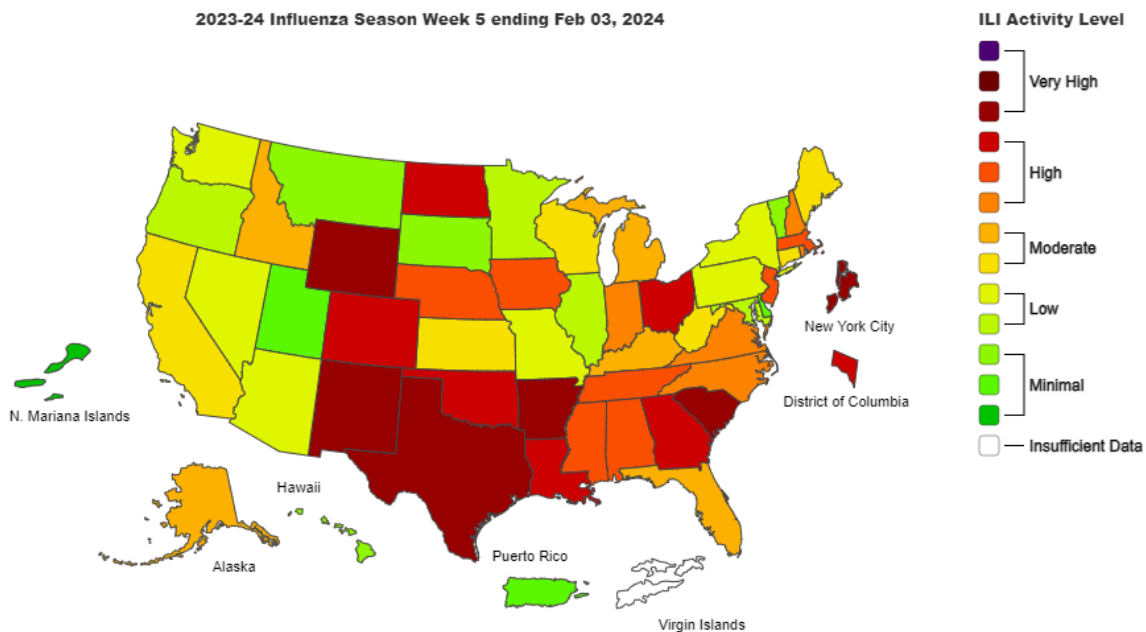 2023-24 Influenza Season Week 5 ending Feb 03, 2024
ILI Activity Level
Very High
High
Moderate
Low
Minimal
Insufficient Data
New York City
District of Columbia
N. Mariana Islands
Hawaii
Alaska
Puerto Rico
Virgin Islands